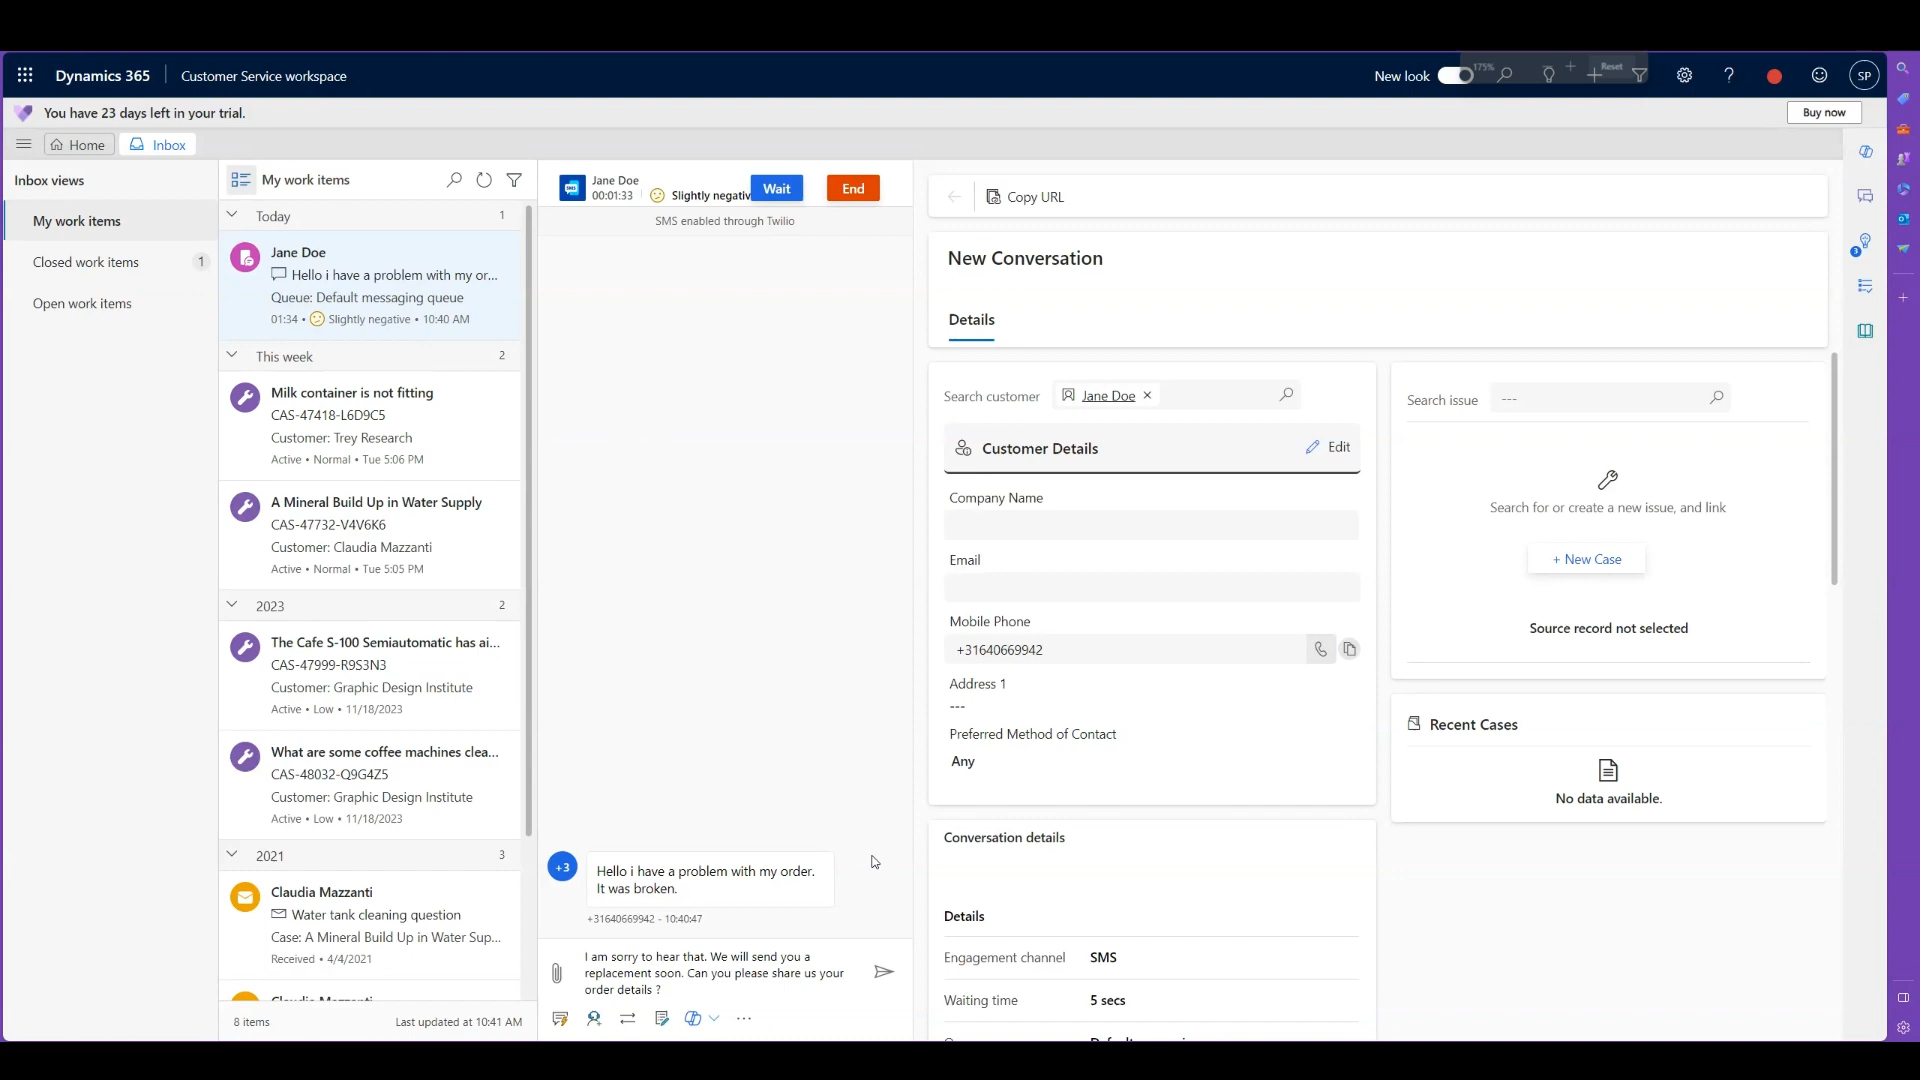 Dynamics 365
Customer Service workspace
New look
175%
Reset
SP
You have 23 days left in your trial.
Buy now
Home
Inbox
Inbox views
My work items
Closed work items 1
Open work items
My work items
Today 1
Jane Doe
Hello i have a problem with my or...
Queue: Default messaging queue
01:34 • Slightly negative • 10:40 AM
This week 2
Milk container is not fitting
CAS-47418-L6D9C5
Customer: Trey Research
Active • Normal • Tue 5:06 PM
A Mineral Build Up in Water Supply
CAS-47732-V4V6K6
Customer: Claudia Mazzanti
Active • Normal • Tue 5:05 PM
2023 2
The Cafe S-100 Semiautomatic has ai...
CAS-47999-R9S3N3
Customer: Graphic Design Institute
Active • Low • 11/18/2023
What are some coffee machines clea...
CAS-48032-Q9G4Z5
Customer: Graphic Design Institute
Active • Low • 11/18/2023
2021 3
Claudia Mazzanti
Water tank cleaning question
Case: A Mineral Build Up in Water Sup...
Received • 4/4/2021
Claudia Mazzanti
8 items
Last updated at 10:41 AM
SMS
Jane Doe
00:01:33
Slightly negativ
Wait
End
SMS enabled through Twilio
+3
Hello i have a problem with my order.
It was broken.
+31640669942 - 10:40:47
I am sorry to hear that. We will send you a
replacement soon. Can you please share us your
order details ?
Copy URL
New Conversation
Details
Search customer
Jane Doe
Customer Details
Edit
Company Name
Email
Mobile Phone
+31640669942
Address 1
---
Preferred Method of Contact
Any
Conversation details
Details
Engagement channel SMS
Waiting time 5 secs
Search issue
---
Search for or create a new issue, and link
+ New Case
Source record not selected
Recent Cases
No data available.
3